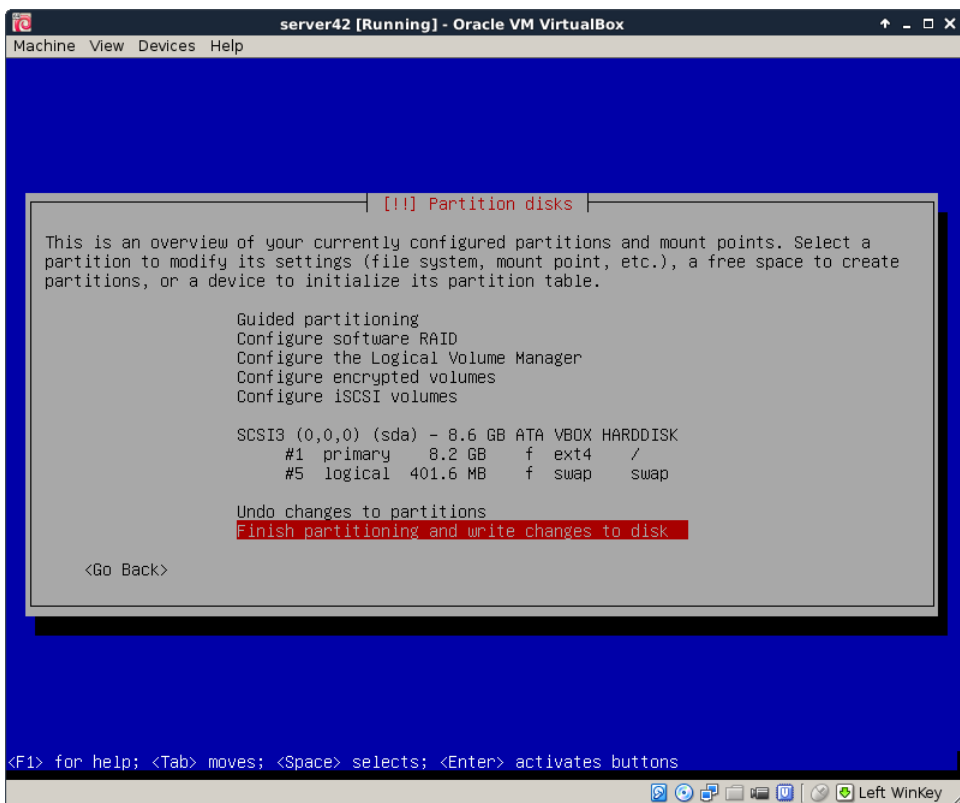 server42 [Running] - Oracle VM VirtualBox
Machine View Devices Help
[!!] Partition disks
This is an overview of your currently configured partitions and mount points. Select a
partition to modify its settings (file system, mount point, etc.), a free space to create
partitions, or a device to initialize its partition table.
Guided partitioning
Configure software RAID
Configure the Logical Volume Manager
Configure encrypted volumes
Configure iSCSI volumes
SCSI3 (0,0,0) (sda) - 8.6 GB ATA VBOX HARDDISK
#1 primary 8.2 GB f ext4 /
#5 logical 401.6 MB f swap swap
Undo changes to partitions
Finish partitioning and write changes to disk
<Go Back>
<F1> for help; <Tab> moves; <Space> selects; <Enter> activates buttons
Left WinKey